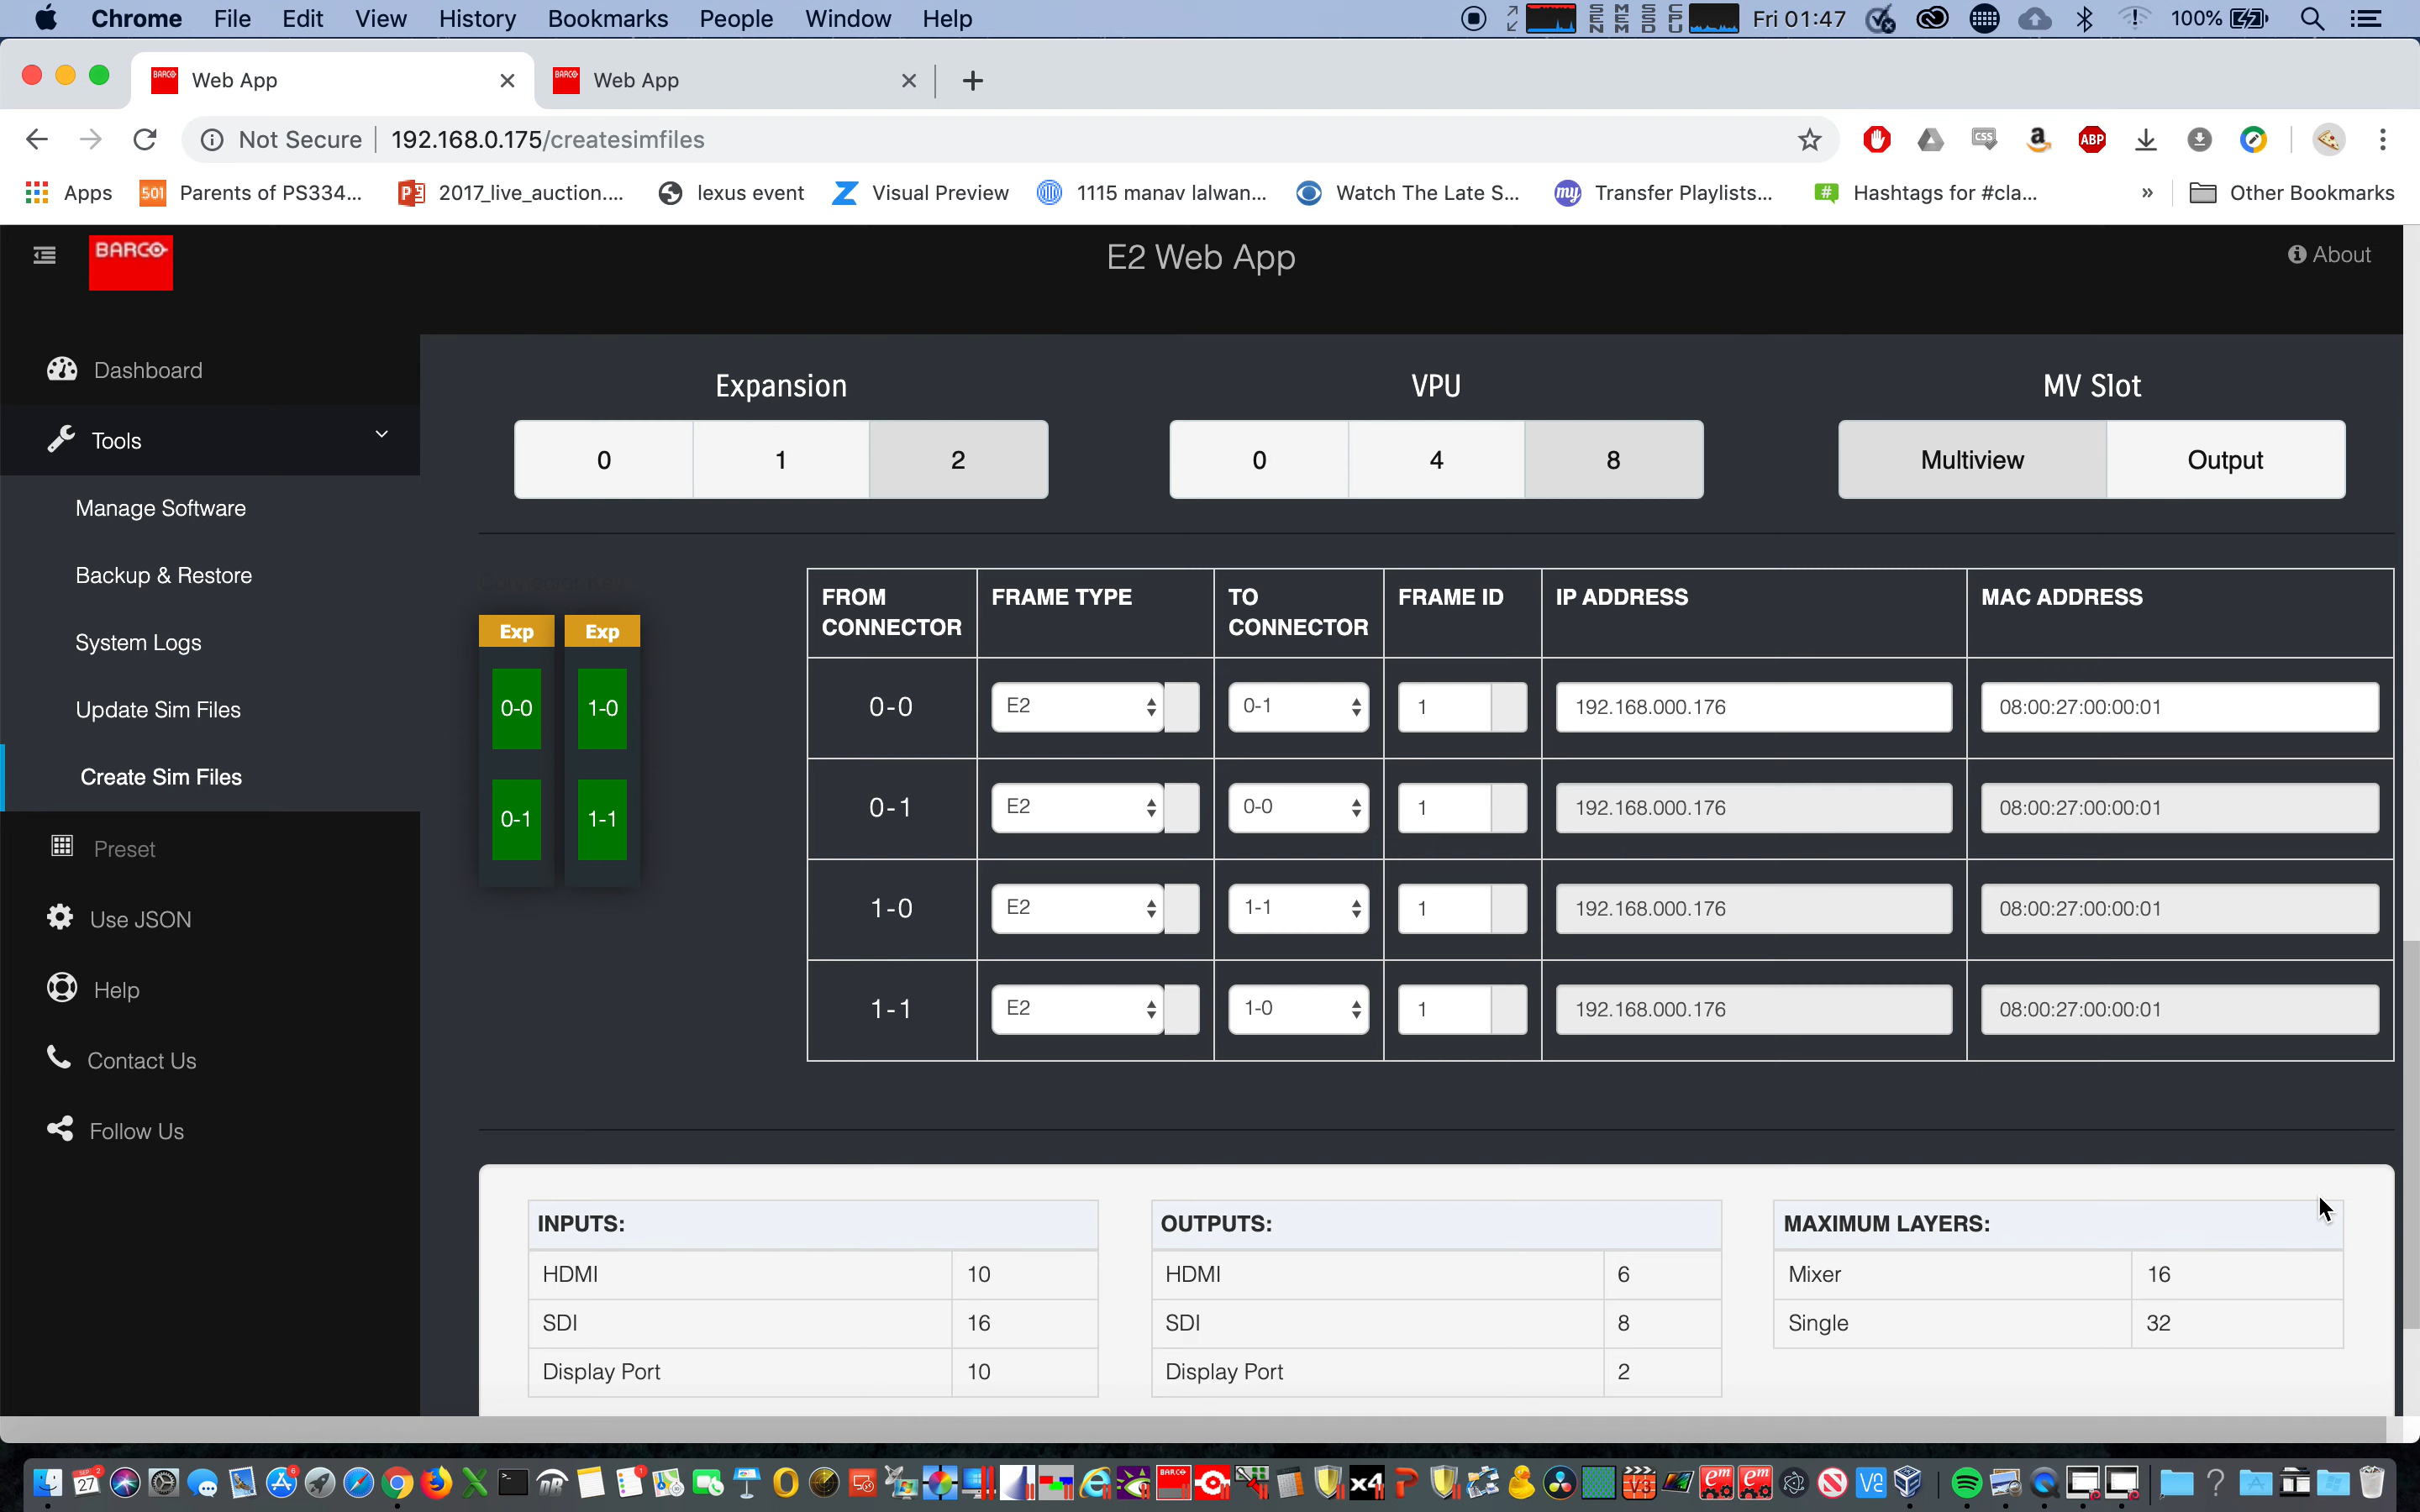 Chrome File Edit View History Bookmarks People Window Help SEN MEM SSD CPU Fri 01:47 100%
BARCO Web App BARCO Web App
Not Secure 192.168.0.175/createsimfiles CSS ABP
Apps 501 Parents of PS334... 2017_live_auction.... lexus event Visual Preview 1115 manav lalwan... Watch The Late S... my Transfer Playlists... # Hashtags for #cla... » Other Bookmarks
BARCO E2 Web App About
Dashboard
Tools
Manage Software
Backup & Restore
System Logs
Update Sim Files
Create Sim Files
Preset
Use JSON
Help
Contact Us
Follow Us
Expansion VPU MV Slot
0 1 2 0 4 8 Multiview Output
Exp Exp
0-0 1-0
0-1 1-1
FROM CONNECTOR FRAME TYPE TO CONNECTOR FRAME ID IP ADDRESS MAC ADDRESS
0-0 E2 0-1 1 192.168.000.176 08:00:27:00:00:01
0-1 E2 0-0 1 192.168.000.176 08:00:27:00:00:01
1-0 E2 1-1 1 192.168.000.176 08:00:27:00:00:01
1-1 E2 1-0 1 192.168.000.176 08:00:27:00:00:01
INPUTS: OUTPUTS: MAXIMUM LAYERS:
HDMI 10 HDMI 6 Mixer 16
SDI 16 SDI 8 Single 32
Display Port 10 Display Port 2